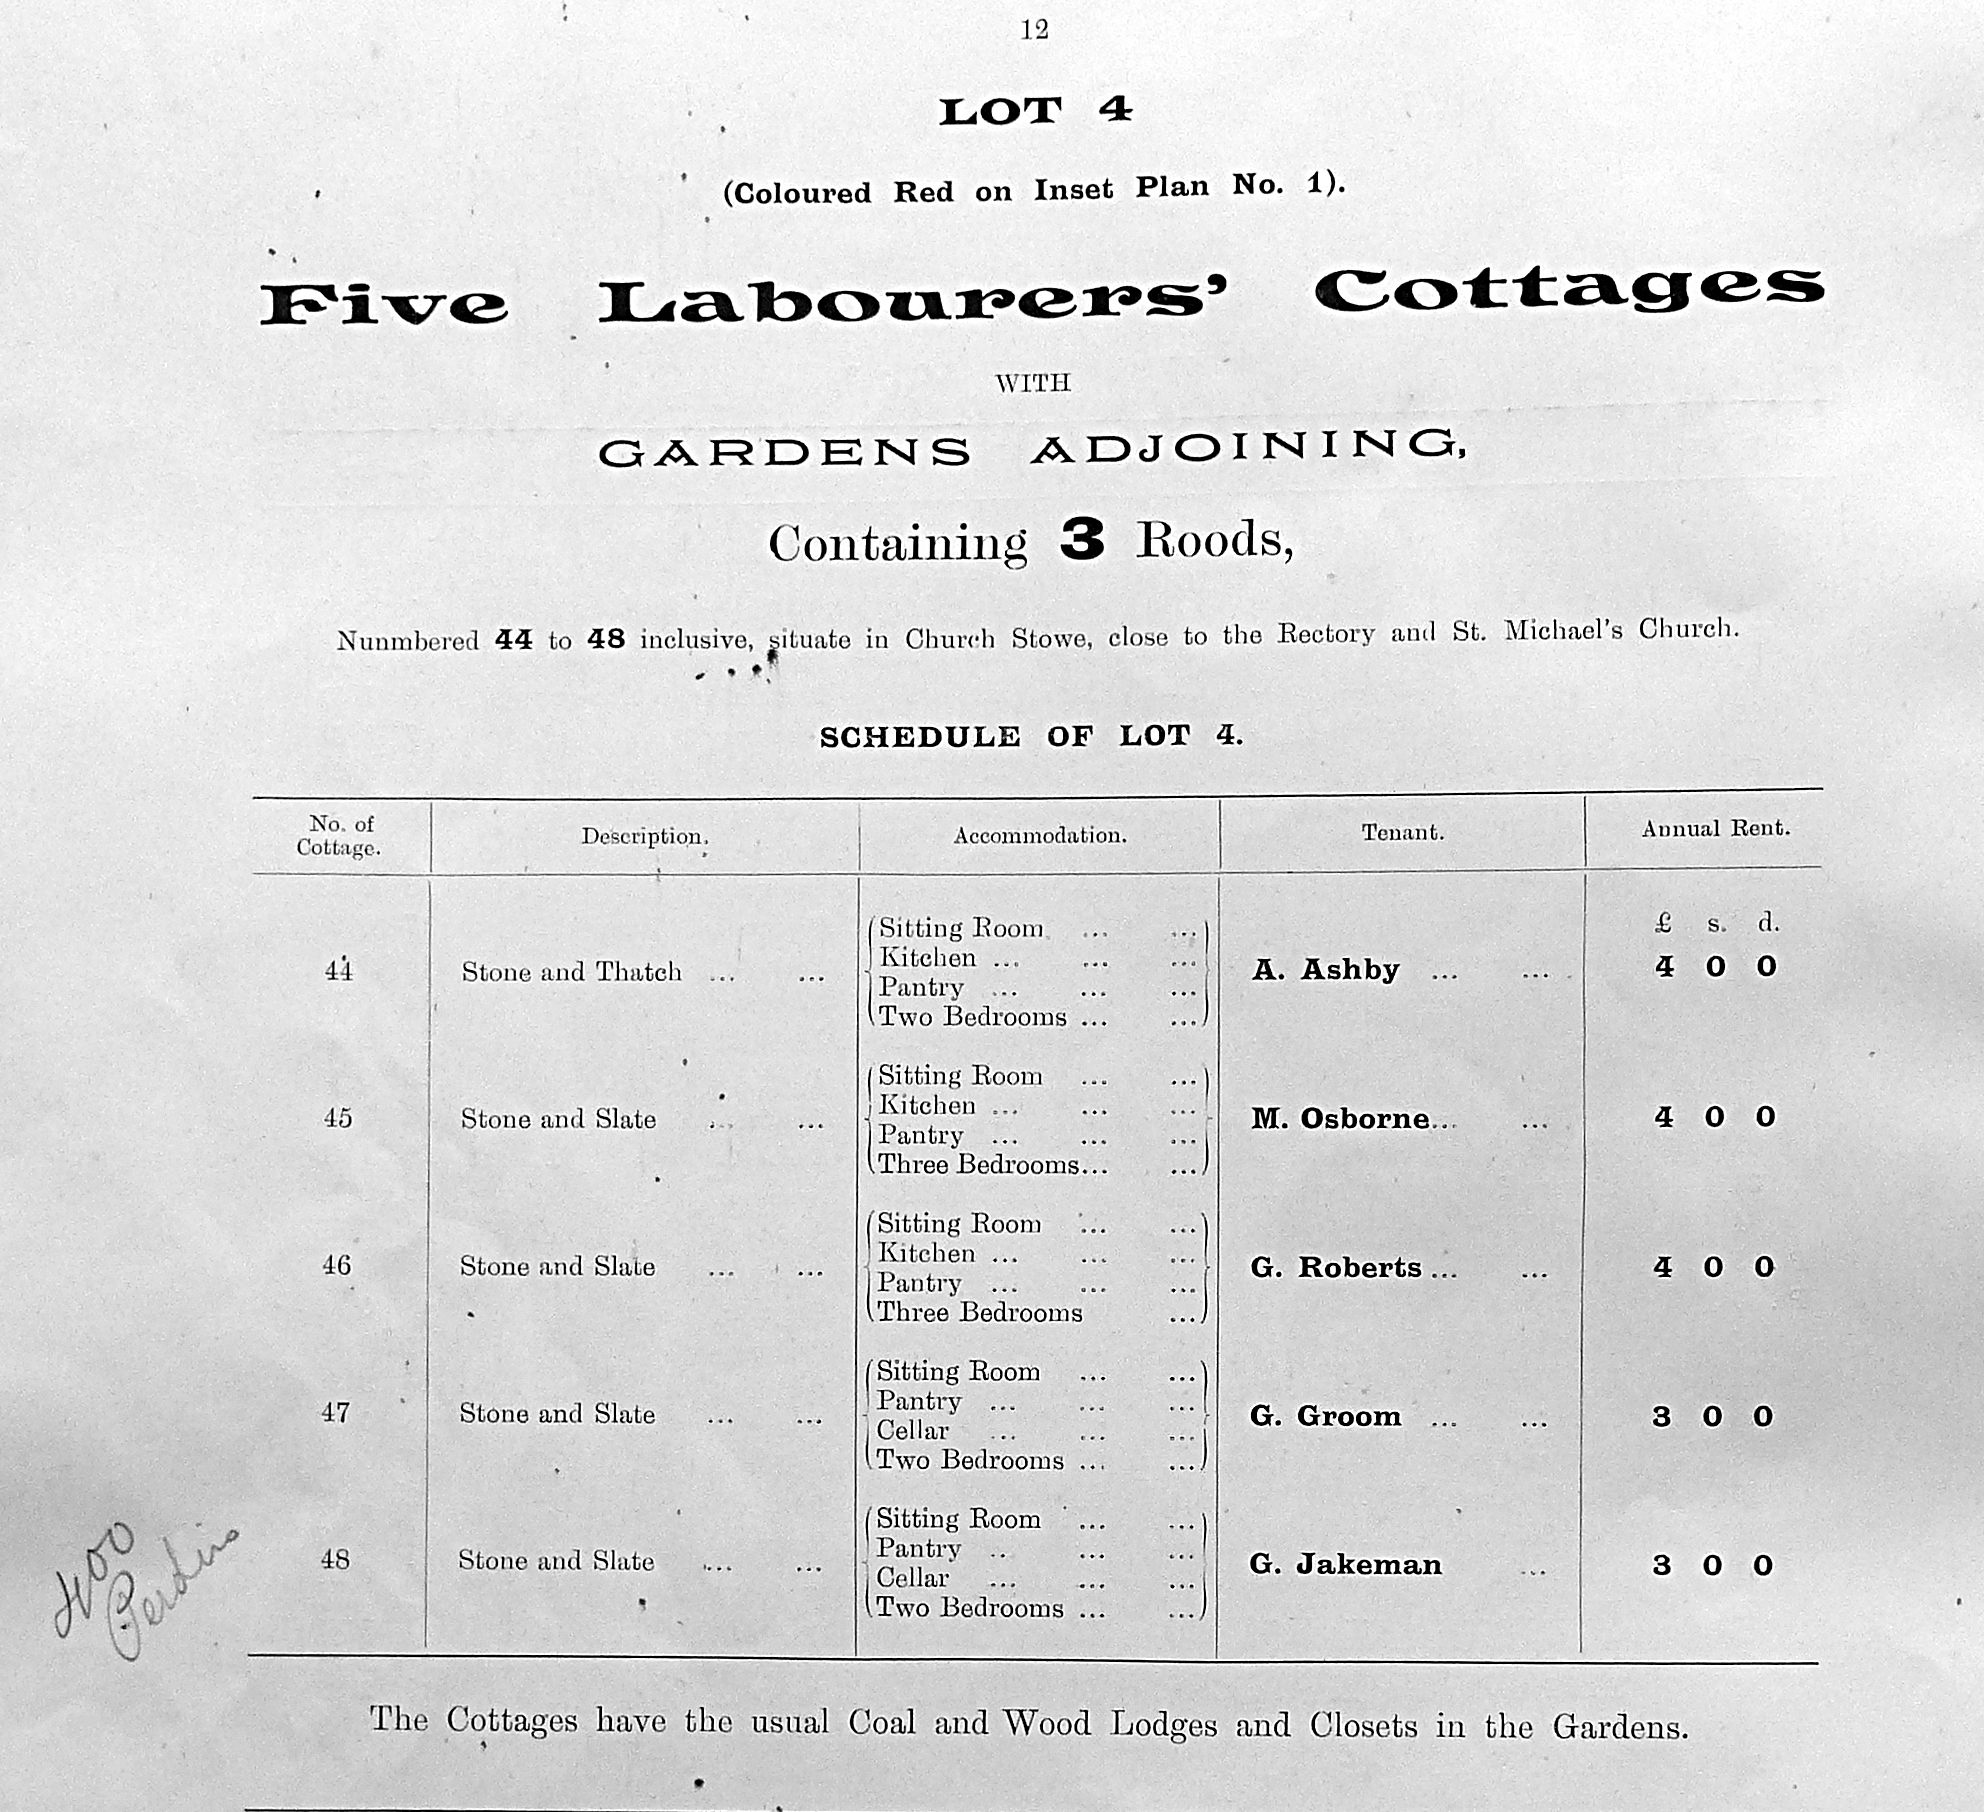 12
LOT 4
(Coloured Red on Inset Plan No. 1).
Five Labourers' Cottages
WITH
GARDENS ADJOINING,
Containing 3 Roods,
Nunmbered 44 to 48 inclusive, situate in Church Stowe, close to the Rectory and St. Michael's Church.
SCHEDULE OF LOT 4.
No. of Cottage. Description. Accommodation. Tenant. Annual Rent.
£ s. d.
Sitting Room ... ...
Kitchen ... ... ...
44 Stone and Thatch ... ... A. Ashby ... ... 4 0 0
Pantry ... ... ...
Two Bedrooms ... ...
Sitting Room ... ...
Kitchen ... ... ...
45 Stone and Slate ... ... M. Osborne... ... 4 0 0
Pantry ... ... ...
Three Bedrooms... ...
Sitting Room ... ...
Kitchen ... ... ...
46 Stone and Slate ... ... G. Roberts ... ... 4 0 0
Pantry ... ... ...
Three Bedrooms ...
Sitting Room ... ...
Pantry ... ... ...
47 Stone and Slate ... ... G. Groom ... ... 3 0 0
Cellar ... ... ...
Two Bedrooms ... ...
Sitting Room ... ...
Pantry .. ... ...
48 Stone and Slate ... ... G. Jakeman ... 3 0 0
Cellar ... ... ...
Two Bedrooms ... ...
400
The Cottages have the usual Coal and Wood Lodges and Closets in the Gardens.